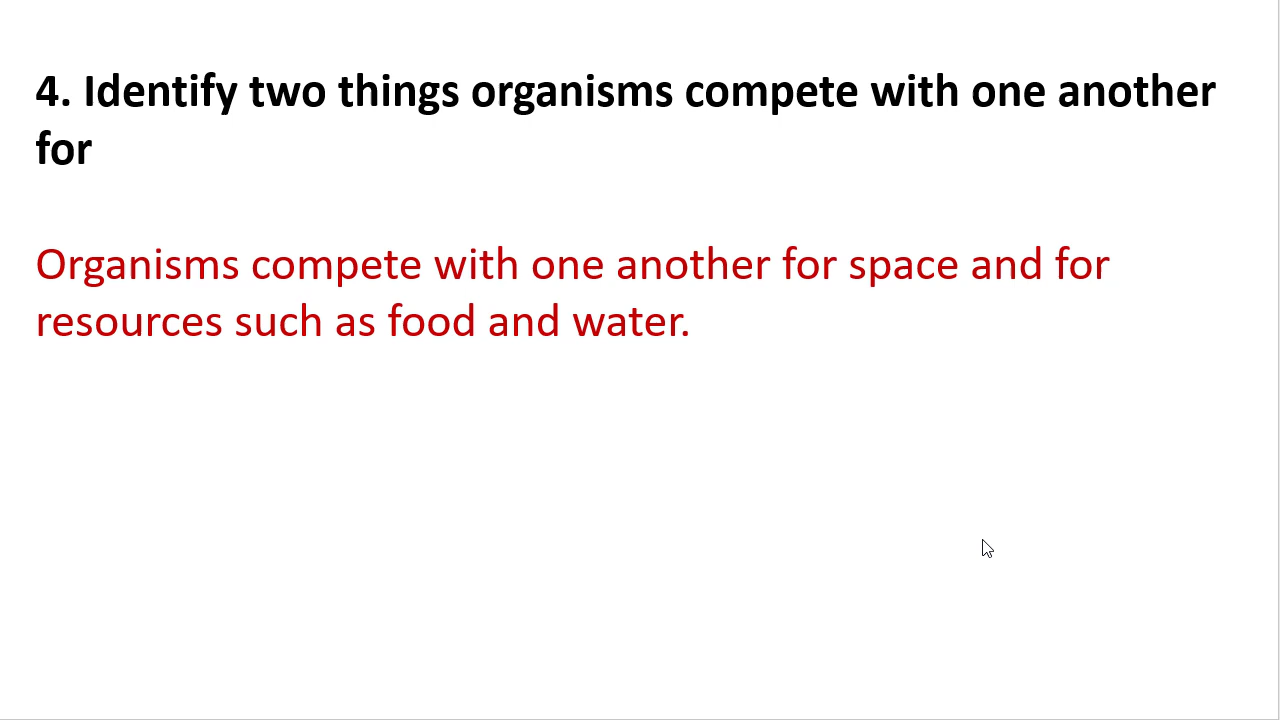 4. Identify two things organisms compete with one another
for
Organisms compete with one another for space and for
resources such as food and water.